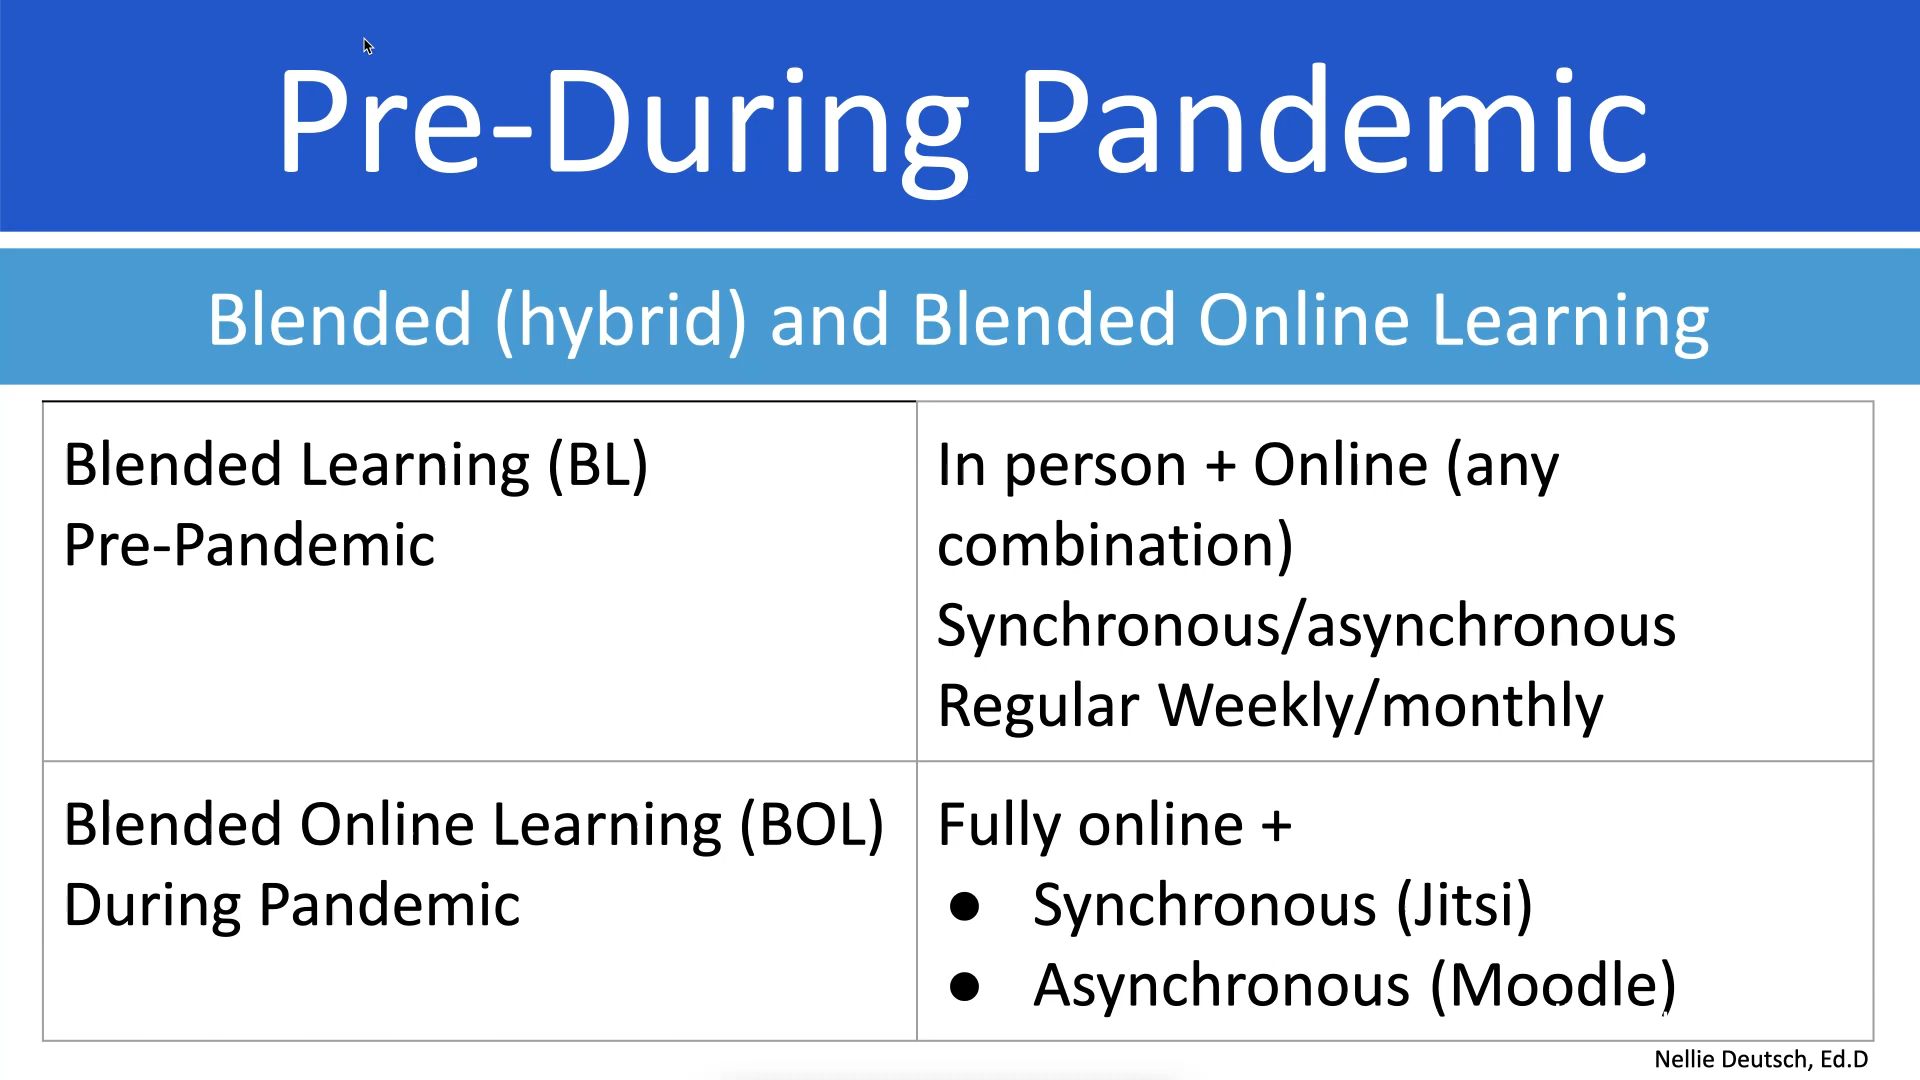 Pre-During Pandemic
Blended (hybrid) and Blended Online Learning
Blended Learning (BL)
Pre-Pandemic
In person + Online (any
combination)
Synchronous/asynchronous
Regular Weekly/monthly
Blended Online Learning (BOL)
During Pandemic
Fully online +
● Synchronous (Jitsi)
● Asynchronous (Moodle)
Nellie Deutsch, Ed.D